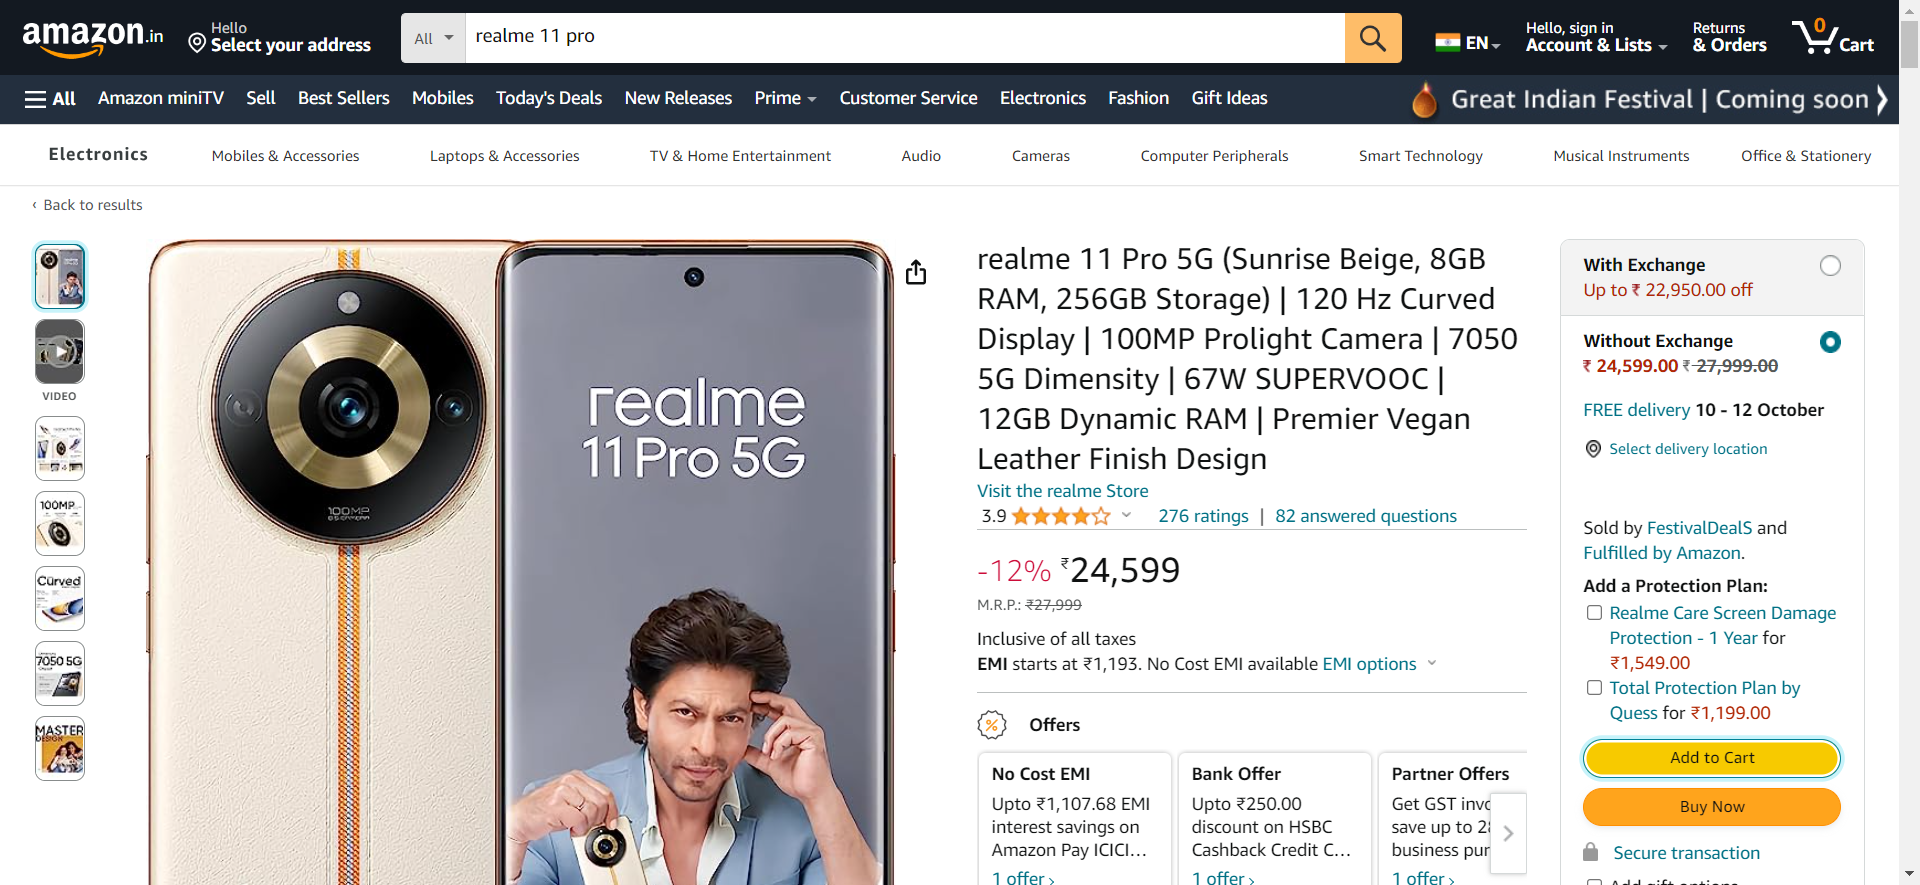 amazon.in
Hello
Select your address
All
realme 11 pro
EN
Hello, sign in
Account & Lists
Returns
& Orders
0
Cart
All
Amazon miniTV
Sell
Best Sellers
Mobiles
Today's Deals
New Releases
Prime
Customer Service
Electronics
Fashion
Gift Ideas
Great Indian Festival | Coming soon
Electronics
Mobiles & Accessories
Laptops & Accessories
TV & Home Entertainment
Audio
Cameras
Computer Peripherals
Smart Technology
Musical Instruments
Office & Stationery
‹ Back to results
VIDEO
100MP
Curved
7050 5G
MASTER
DESIGN
100MP
realme
11 Pro 5G
realme 11 Pro 5G (Sunrise Beige, 8GB
RAM, 256GB Storage) | 120 Hz Curved
Display | 100MP Prolight Camera | 7050
5G Dimensity | 67W SUPERVOOC |
12GB Dynamic RAM | Premier Vegan
Leather Finish Design
Visit the realme Store
3.9
276 ratings | 82 answered questions
-12% ₹24,599
M.R.P.: ₹27,999
Inclusive of all taxes
EMI starts at ₹1,193. No Cost EMI available EMI options
Offers
No Cost EMI
Upto ₹1,107.68 EMI
interest savings on
Amazon Pay ICICI…
1 offer ›
Bank Offer
Upto ₹250.00
discount on HSBC
Cashback Credit C…
1 offer ›
Partner Offers
Get GST invo
save up to 28
business pur
1 offer ›
With Exchange
Up to ₹ 22,950.00 off
Without Exchange
₹ 24,599.00 ₹ 27,999.00
FREE delivery 10 - 12 October
Select delivery location
Sold by FestivalDealS and
Fulfilled by Amazon.
Add a Protection Plan:
Realme Care Screen Damage
Protection - 1 Year for
₹1,549.00
Total Protection Plan by
Quess for ₹1,199.00
Add to Cart
Buy Now
Secure transaction
Add gift options